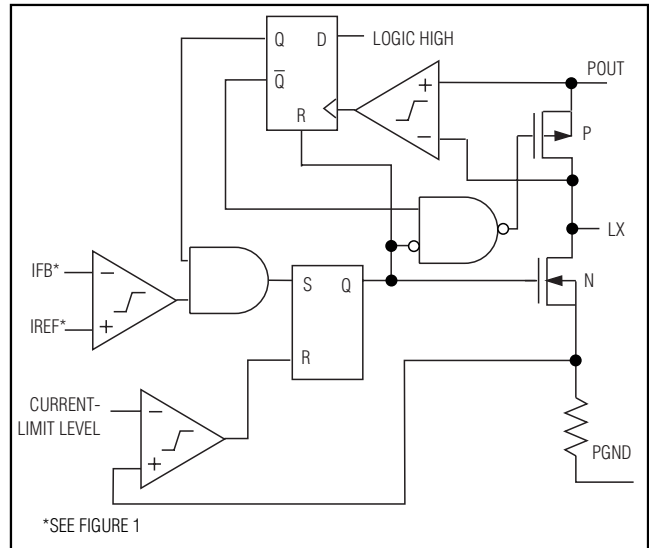 Q D LOGIC HIGH
Q̅
R
+
−
POUT
P
LX
IFB* −
IREF* +
S Q
R
N
CURRENT-
LIMIT LEVEL
−
+
PGND
*SEE FIGURE 1